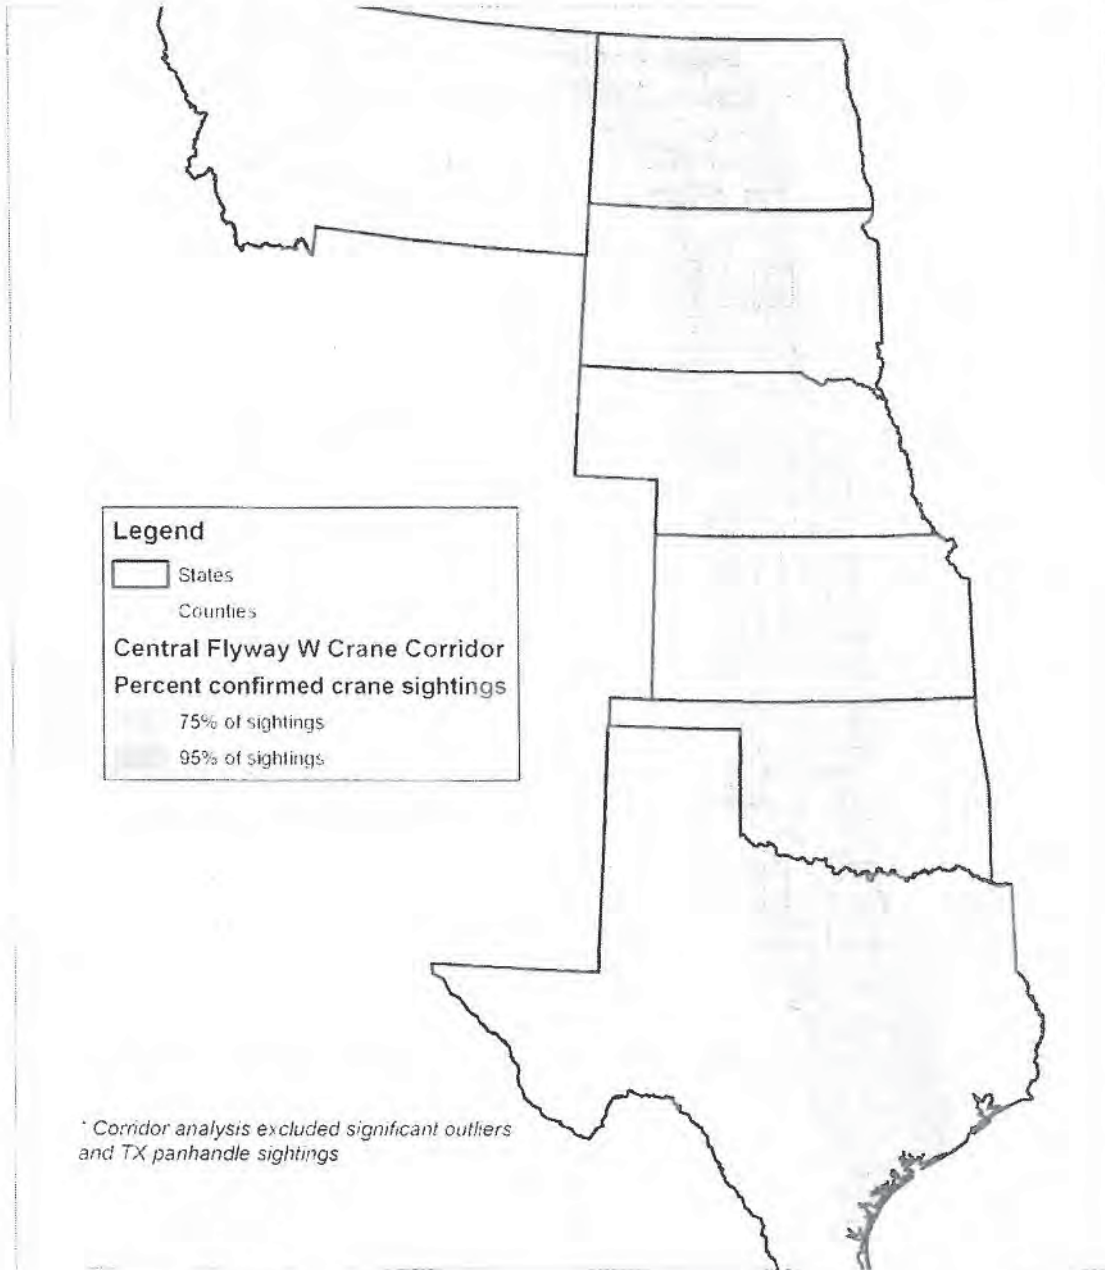 Legend
States
Counties
Central Flyway W Crane Corridor
Percent confirmed crane sightings
75% of sightings
95% of sightings
* Corridor analysis excluded significant outliers
and TX panhandle sightings